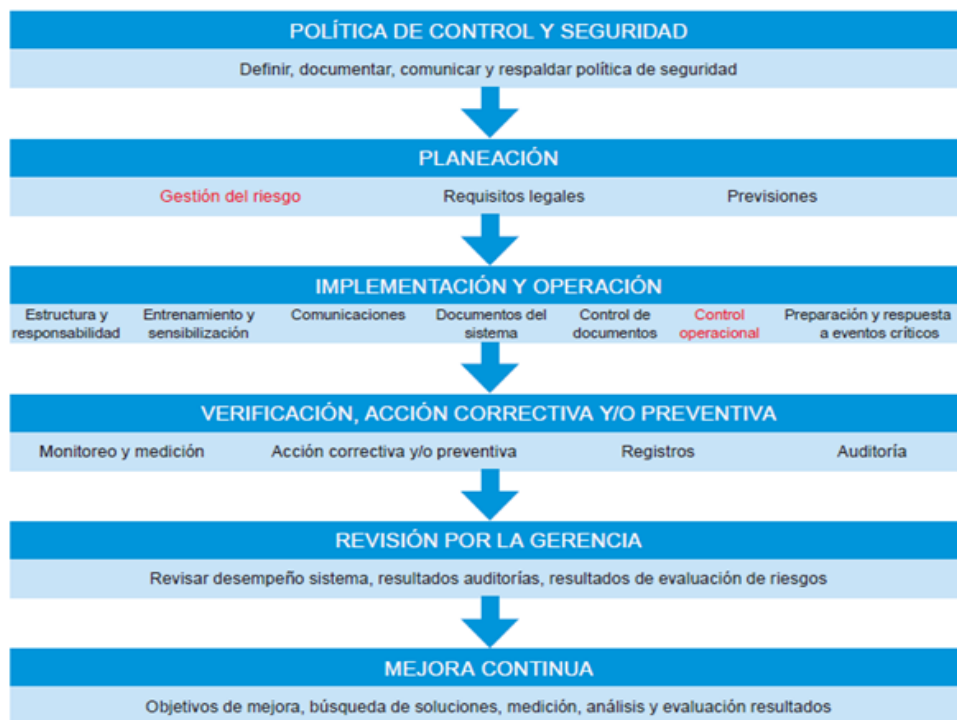 POLÍTICA DE CONTROL Y SEGURIDAD
Definir, documentar, comunicar y respaldar política de seguridad
PLANEACIÓN
Gestión del riesgo Requisitos legales Previsiones
IMPLEMENTACIÓN Y OPERACIÓN
Estructura y responsabilidad
Entrenamiento y sensibilización
Comunicaciones
Documentos del sistema
Control de documentos
Control operacional
Preparación y respuesta a eventos críticos
VERIFICACIÓN, ACCIÓN CORRECTIVA Y/O PREVENTIVA
Monitoreo y medición Acción correctiva y/o preventiva Registros Auditoría
REVISIÓN POR LA GERENCIA
Revisar desempeño sistema, resultados auditorías, resultados de evaluación de riesgos
MEJORA CONTINUA
Objetivos de mejora, búsqueda de soluciones, medición, análisis y evaluación resultados